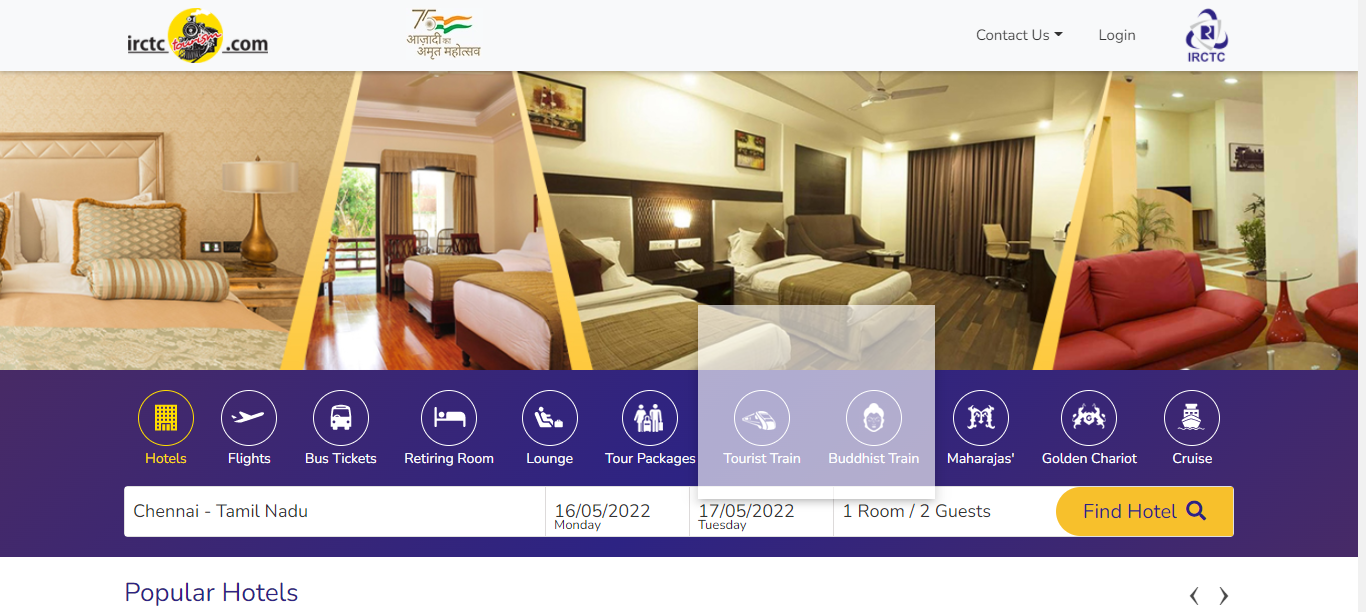 irctc tourism .com
75
आज़ादी का
अमृत महोत्सव
Contact Us
Login
IRCTC
Hotels
Flights
Bus Tickets
Retiring Room
Lounge
Tour Packages
Tourist Train
Buddhist Train
Maharajas'
Golden Chariot
Cruise
Chennai - Tamil Nadu
16/05/2022
Monday
17/05/2022
Tuesday
1 Room / 2 Guests
Find Hotel
Popular Hotels